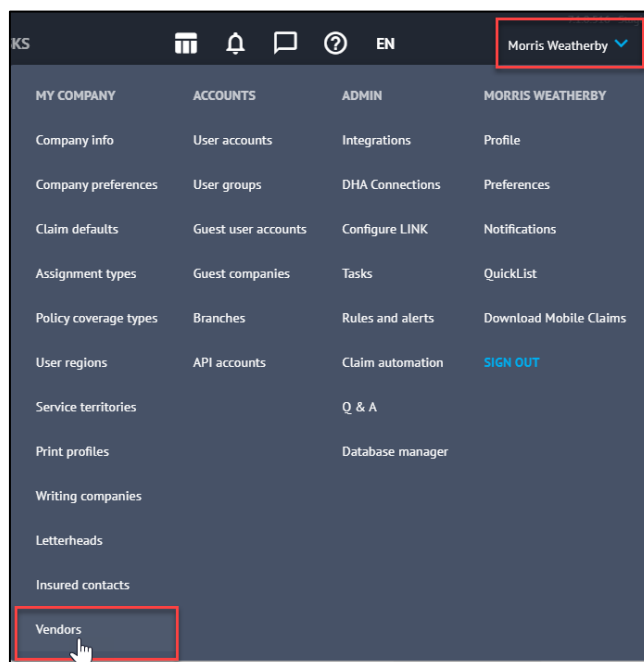 KS
EN
Morris Weatherby
MY COMPANY
Company info
Company preferences
Claim defaults
Assignment types
Policy coverage types
User regions
Service territories
Print profiles
Writing companies
Letterheads
Insured contacts
Vendors
ACCOUNTS
User accounts
User groups
Guest user accounts
Guest companies
Branches
API accounts
ADMIN
Integrations
DHA Connections
Configure LINK
Tasks
Rules and alerts
Claim automation
Q & A
Database manager
MORRIS WEATHERBY
Profile
Preferences
Notifications
QuickList
Download Mobile Claims
SIGN OUT